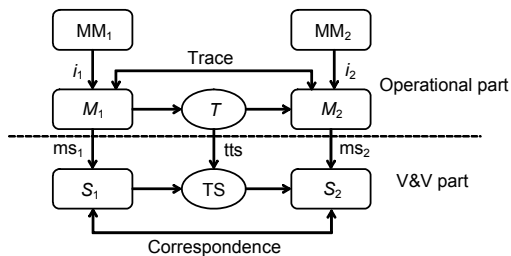 MM₁
MM₂
Trace
i₁
i₂
Operational part
M₁
T
M₂
ms₁
tts
ms₂
V&V part
S₁
TS
S₂
Correspondence